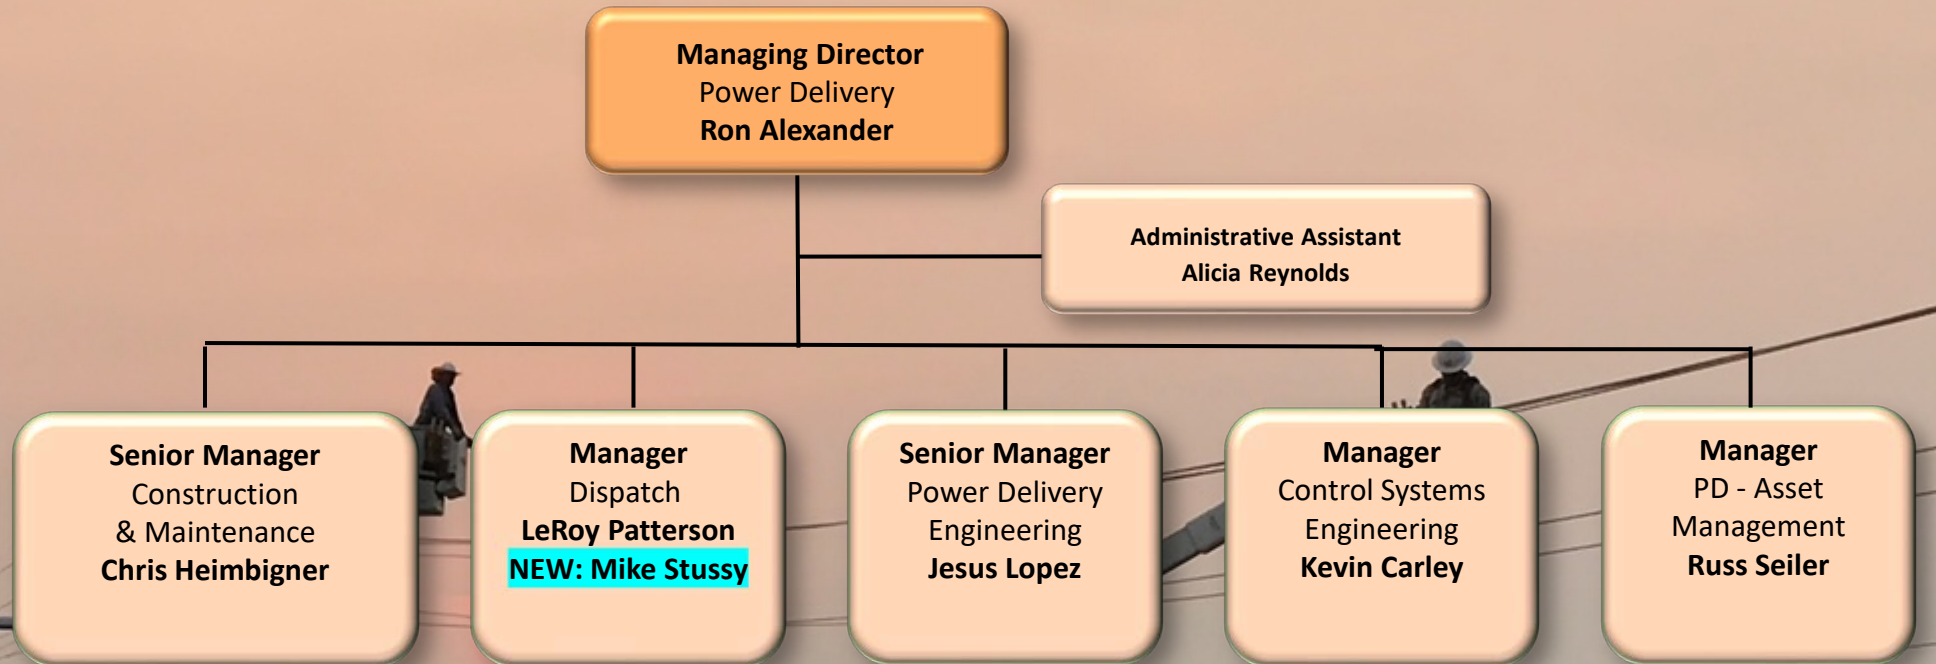 Managing Director
Power Delivery
Ron Alexander
Administrative Assistant
Alicia Reynolds
Senior Manager
Construction
& Maintenance
Chris Heimbigner
Manager
Dispatch
LeRoy Patterson
NEW: Mike Stussy
Senior Manager
Power Delivery
Engineering
Jesus Lopez
Manager
Control Systems
Engineering
Kevin Carley
Manager
PD - Asset
Management
Russ Seiler